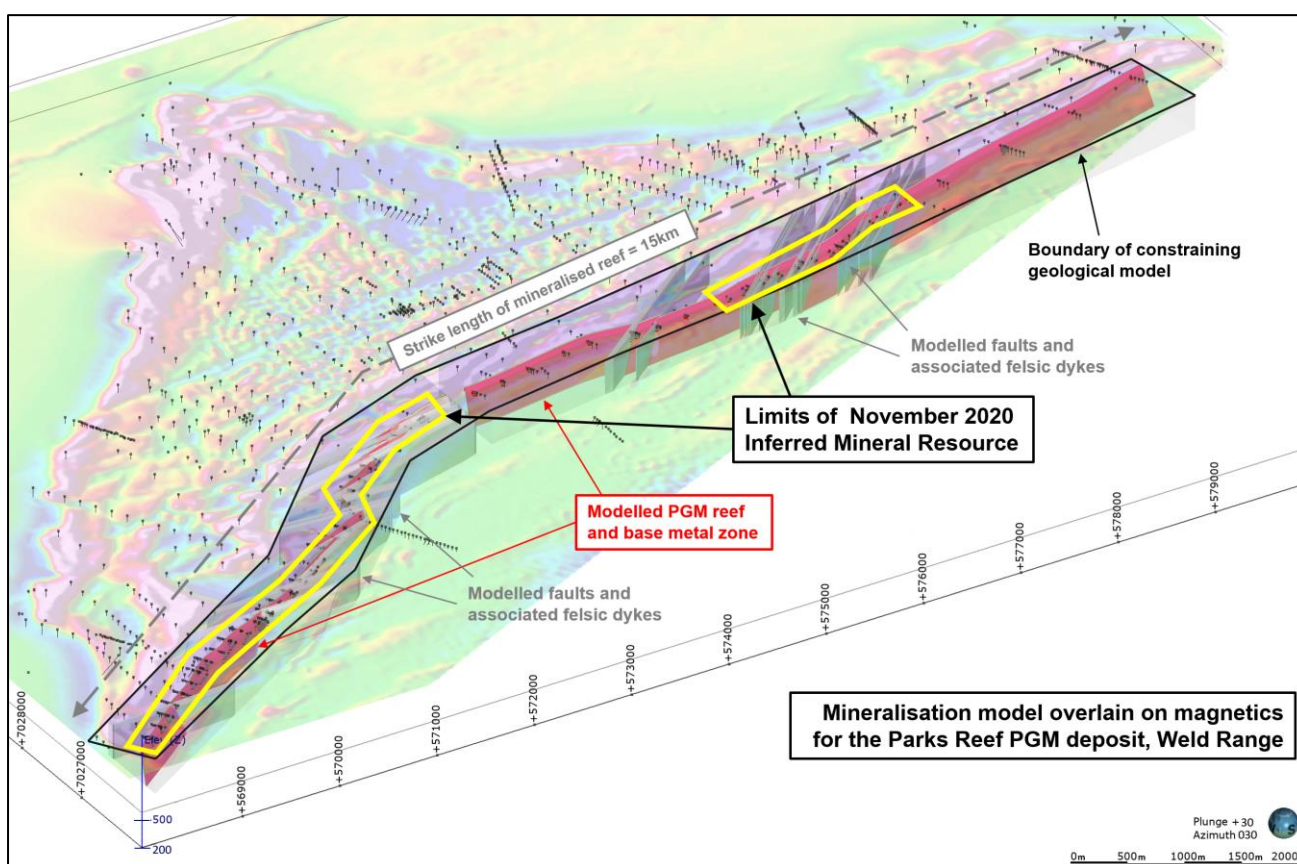 Strike length of mineralised reef = 15km
Boundary of constraining
geological model
Modelled faults and
associated felsic dykes
Limits of  November 2020
Inferred Mineral Resource
Modelled PGM reef
and base metal zone
Modelled faults and
associated felsic dykes
+579000
+578000
+577000
+576000
+575000
+574000
+573000
+572000
+571000
+570000
+569000
+7028000
+7027000
Elev (Z)
500
200
Mineralisation model overlain on magnetics
for the Parks Reef PGM deposit, Weld Range
Plunge +30
Azimuth 030
0m 500m 1000m 1500m 2000